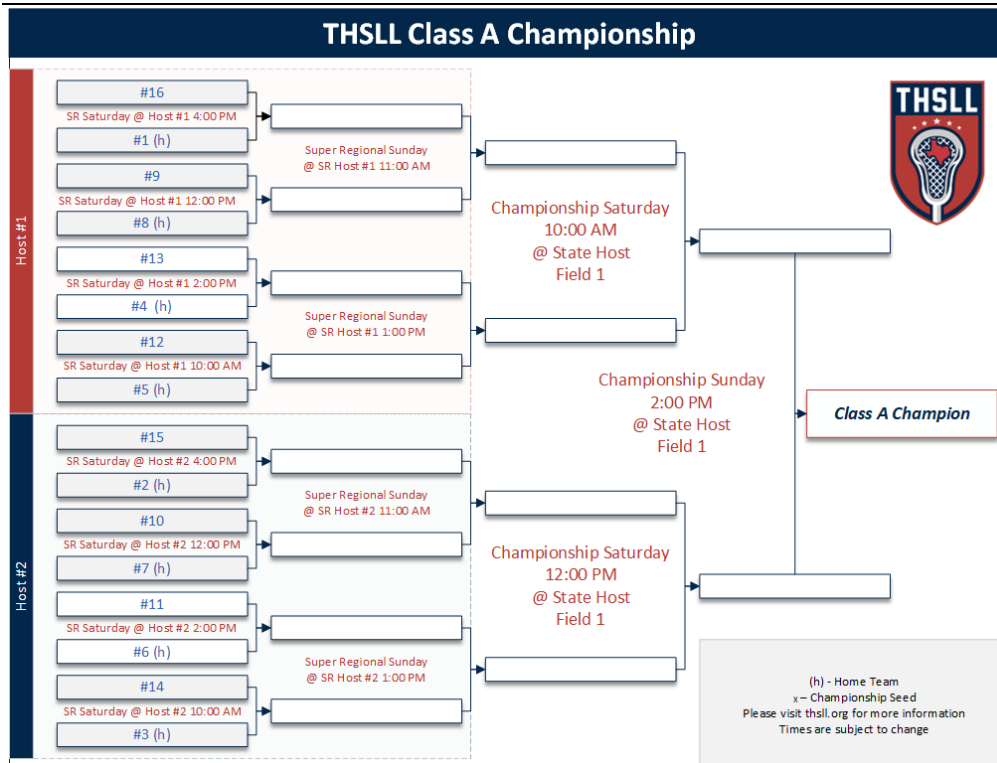 THSLL Class A Championship
THSLL
Host #1
#16
SR Saturday @ Host #1 4:00 PM
#1 (h)
#9
SR Saturday @ Host #1 12:00 PM
#8 (h)
#13
SR Saturday @ Host #1 2:00 PM
#4 (h)
#12
SR Saturday @ Host #1 10:00 AM
#5 (h)
Super Regional Sunday
@ SR Host #1 11:00 AM
Super Regional Sunday
@ SR Host #1 1:00 PM
Championship Saturday
10:00 AM
@ State Host
Field 1
Host #2
#15
SR Saturday @ Host #2 4:00 PM
#2 (h)
#10
SR Saturday @ Host #2 12:00 PM
#7 (h)
#11
SR Saturday @ Host #2 2:00 PM
#6 (h)
#14
SR Saturday @ Host #2 10:00 AM
#3 (h)
Super Regional Sunday
@ SR Host #2 11:00 AM
Super Regional Sunday
@ SR Host #2 1:00 PM
Championship Saturday
12:00 PM
@ State Host
Field 1
Championship Sunday
2:00 PM
@ State Host
Field 1
Class A Champion
(h) - Home Team
x – Championship Seed
Please visit thsll.org for more information
Times are subject to change